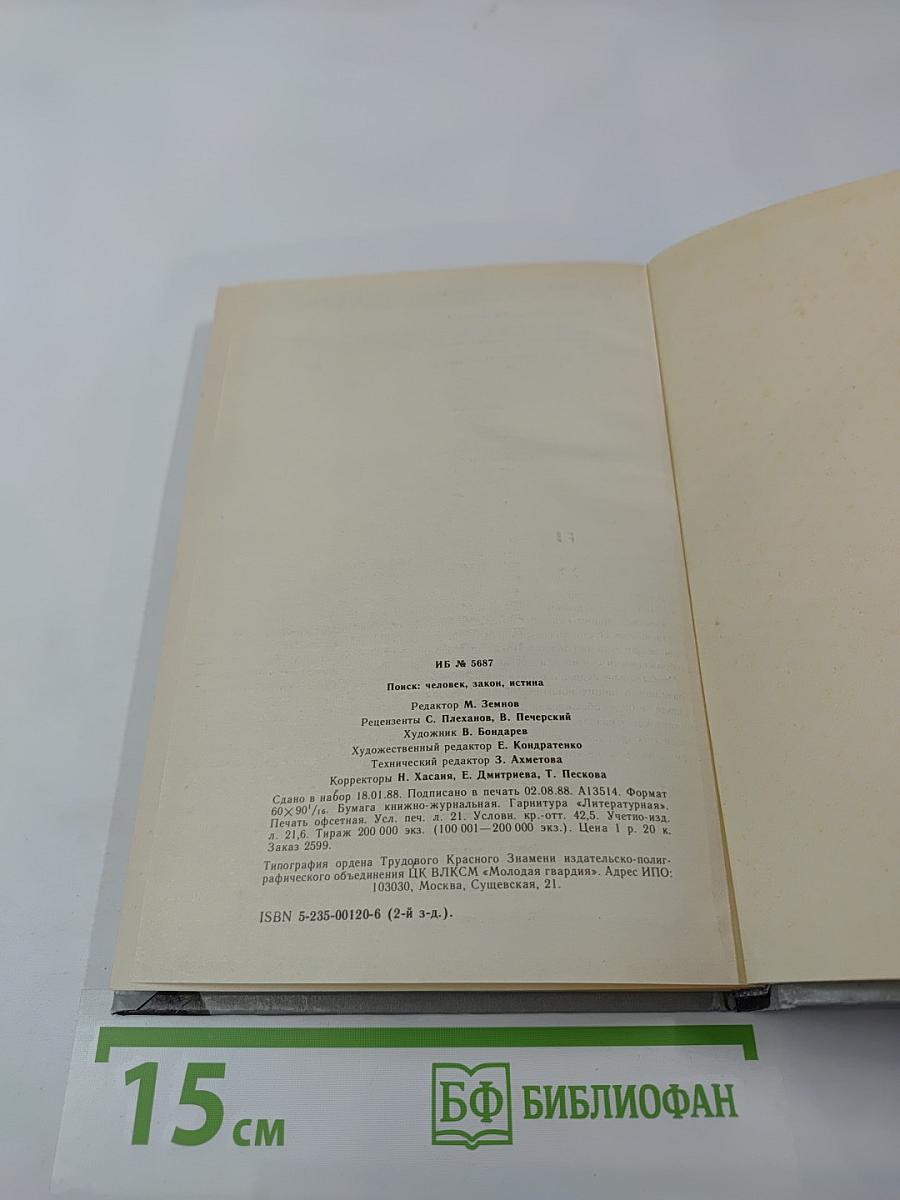 ИБ № 5687
Поиск: человек, закон, истина
Редактор М. Земнов
Рецензенты С. Плеханов, В. Печерский
Художник В. Бондарев
Художественный редактор Е. Кондратенко
Технический редактор З. Ахметова
Корректоры Н. Хасаия, Е. Дмитриева, Т. Пескова
Сдано в набор 18.01.88. Подписано в печать 02.08.88. А13514. Формат
60×90¹/₁₆. Бумага книжно-журнальная. Гарнитура «Литературная».
Печать офсетная. Усл. печ. л. 21. Условн. кр.-отт. 42,5. Учетно-изд.
л. 21,6. Тираж 200 000 экз. (100 001—200 000 экз.). Цена 1 р. 20 к.
Заказ 2599.
Типография ордена Трудового Красного Знамени издательско-полиг-
рафического объединения ЦК ВЛКСМ «Молодая гвардия». Адрес ИПО:
103030, Москва, Сущевская, 21.
ISBN 5-235-00120-6 (2-й з-д.).
15 см
БФ БИБЛИОФАН